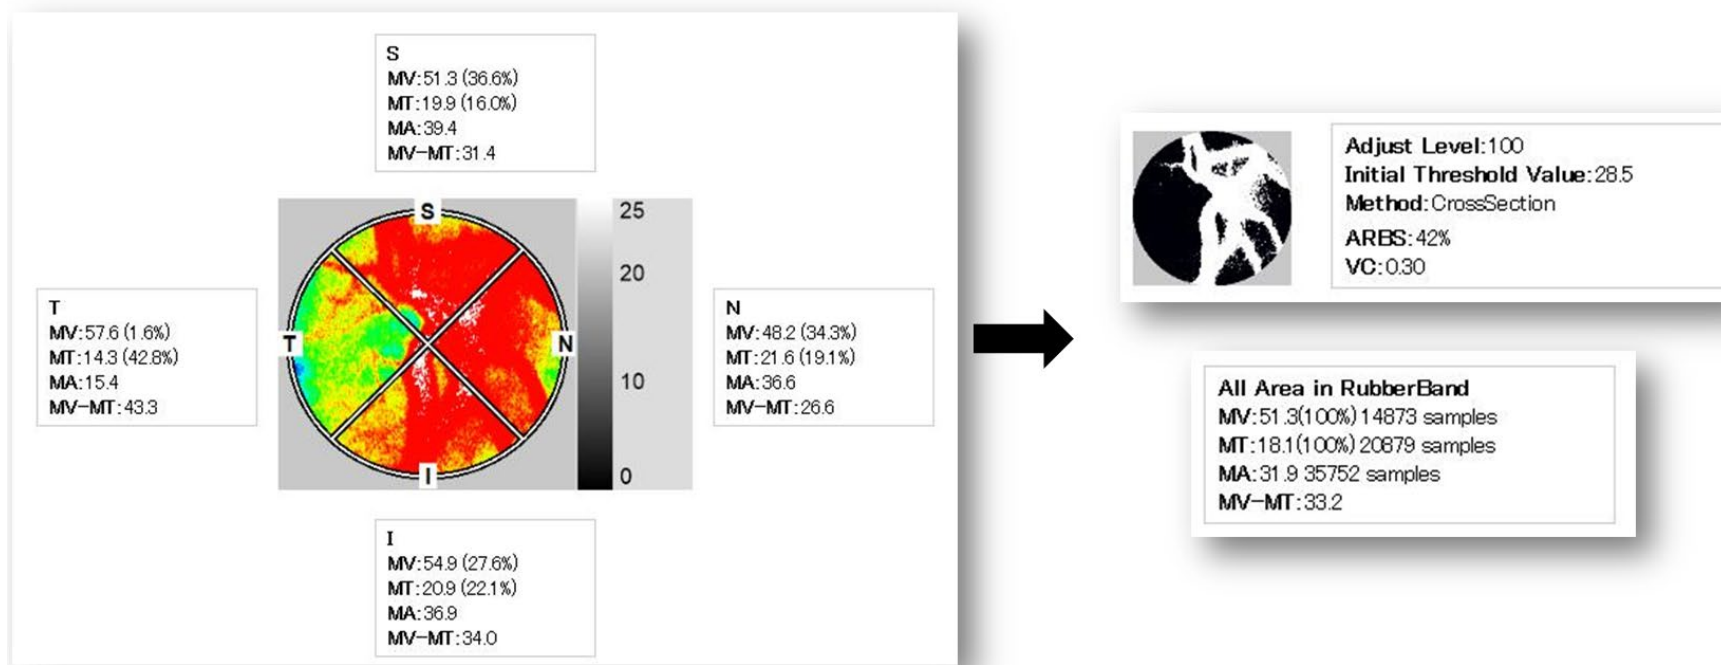 S
MV:51.3 (36.6%)
MT:19.9 (16.0%)
MA:39.4
MV-MT:31.4
T
MV:57.6 (1.6%)
MT:14.3 (42.8%)
MA:15.4
MV-MT:43.3
S
T
N
I
25
20
10
0
N
MV:48.2 (34.3%)
MT:21.6 (19.1%)
MA:36.6
MV-MT:26.6
I
MV:54.9 (27.6%)
MT:20.9 (22.1%)
MA:36.9
MV-MT:34.0
Adjust Level:100
Initial Threshold Value:28.5
Method:CrossSection
ARBS:42%
VC:0.30
All Area in RubberBand
MV:51.3(100%) 14873 samples
MT:18.1(100%) 20879 samples
MA:31.9 35752 samples
MV-MT:33.2